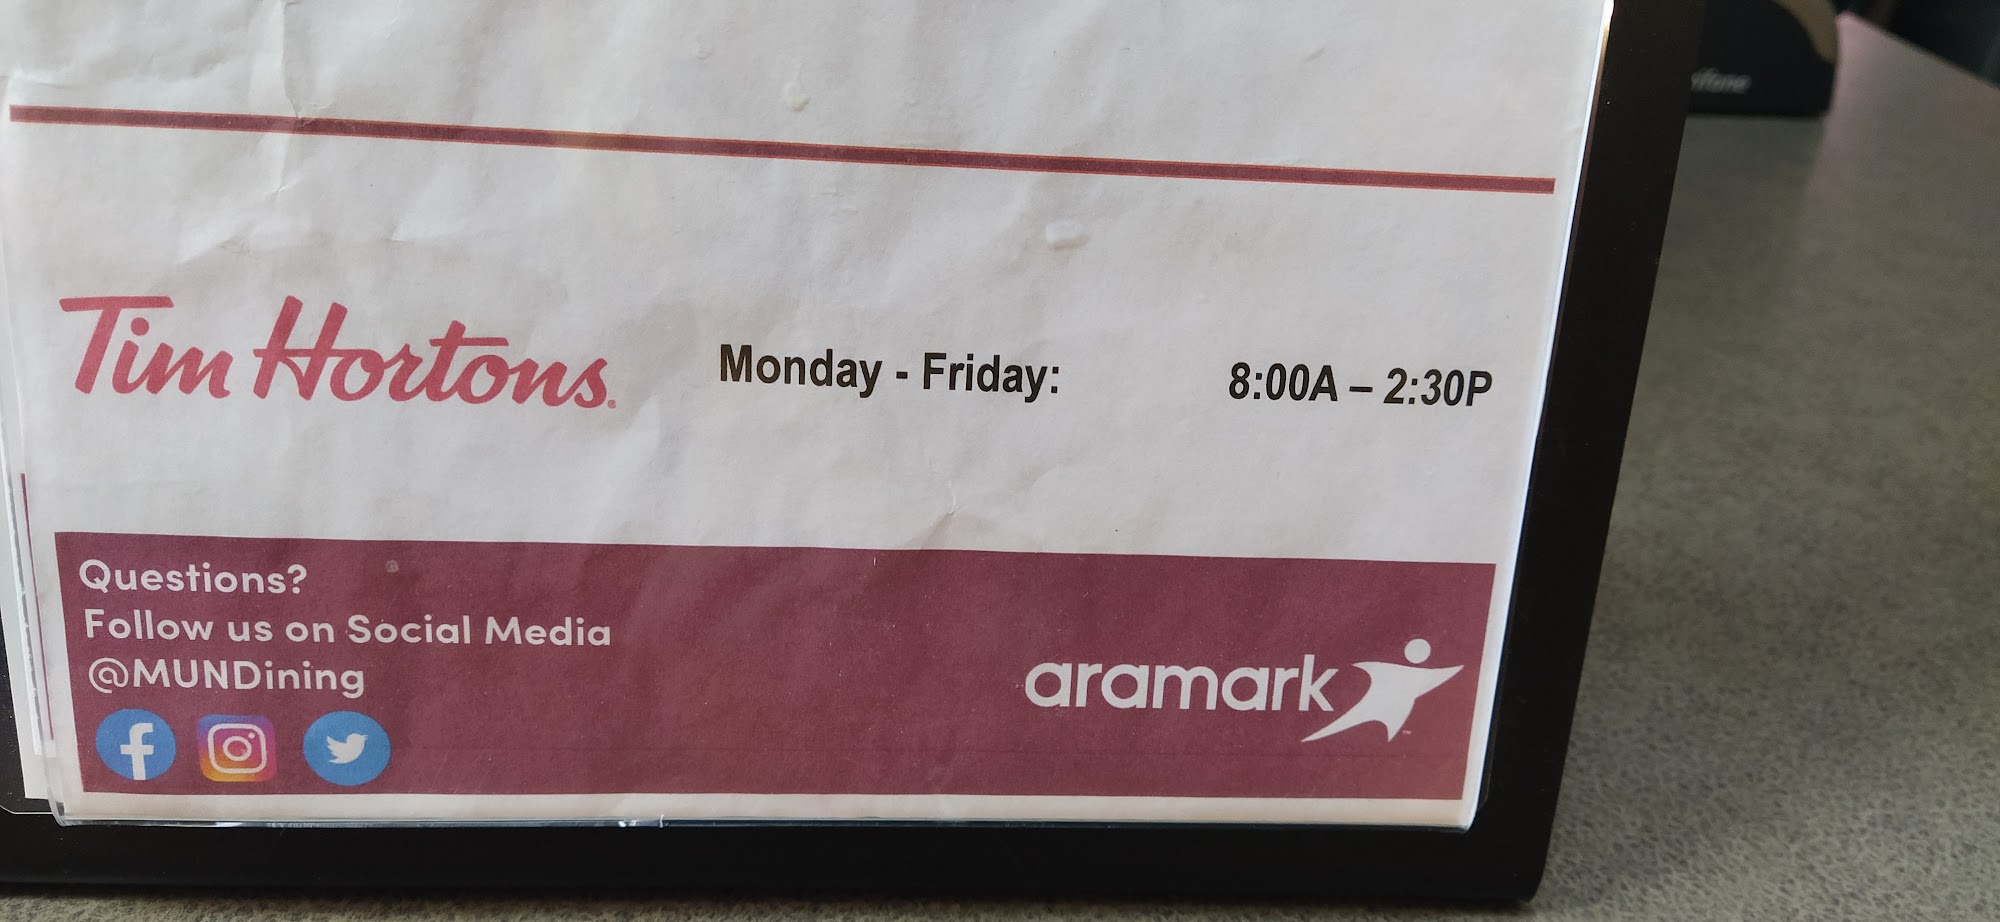 Tim Hortons.
Monday - Friday: 8:00A – 2:30P
Questions?
Follow us on Social Media
@MUNDining
aramark